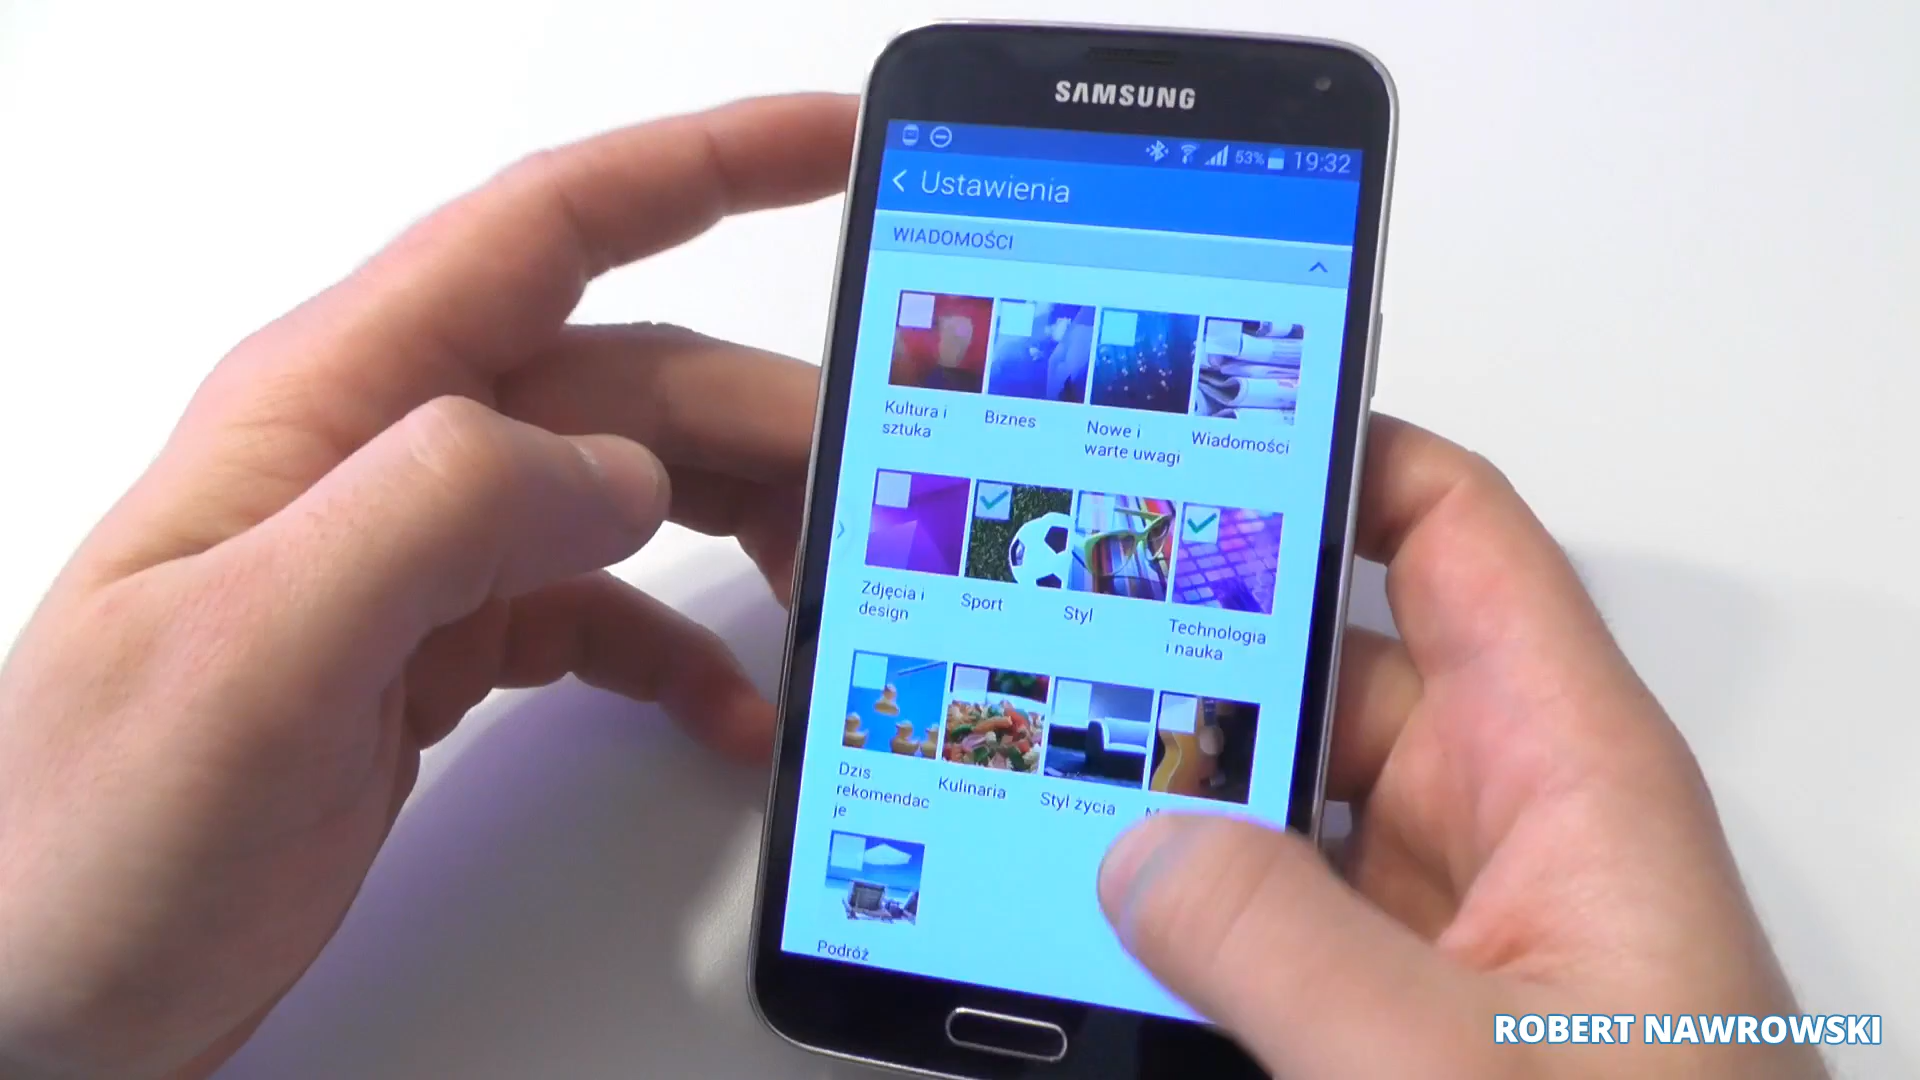 SAMSUNG
53% 19:32
Ustawienia
WIADOMOŚCI
Kultura i
sztuka
Biznes
Nowe i
warte uwagi
Wiadomości
Zdjęcia i
design
Sport
Styl
Technologia
i nauka
Dzis
rekomendac
je
Kulinaria
Styl życia
Podróż
ROBERT NAWROWSKI